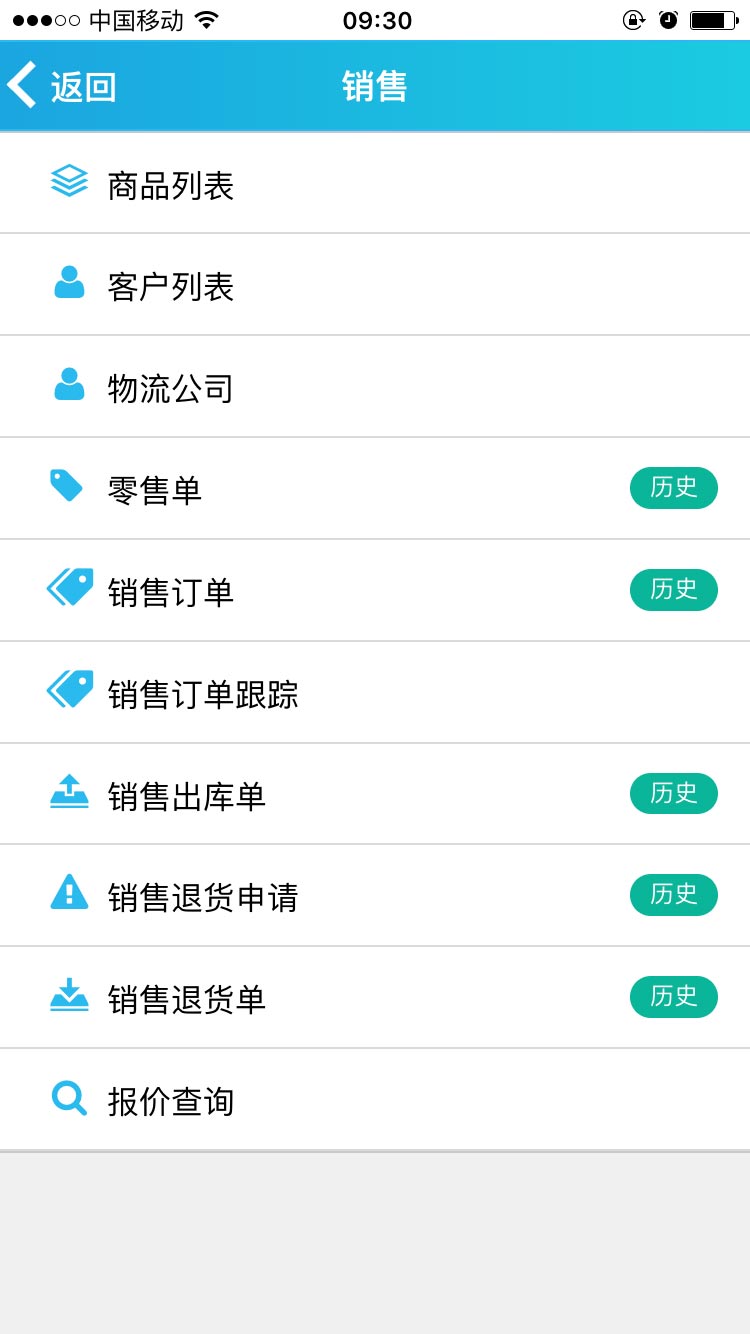 中国移动 09:30
返回 销售
商品列表
客户列表
物流公司
零售单 历史
销售订单 历史
销售订单跟踪
销售出库单 历史
销售退货申请 历史
销售退货单 历史
报价查询